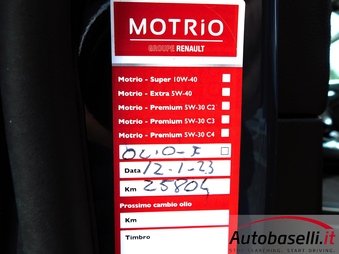 MOTRiO
GROUPE RENAULT
Motrio - Super 10W-40
Motrio - Extra 5W-40
Motrio - Premium 5W-30 C2
Motrio - Premium 5W-30 C3
Motrio - Premium 5W-30 C4
Data 12-1-23
Km 25804
Prossimo cambio olio
Km
Timbro
Autobaselli.it